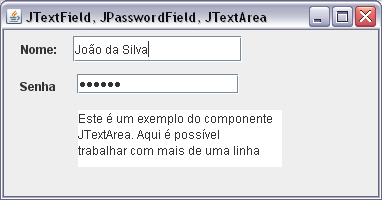 JTextField, JPasswordField, JTextArea
Nome: João da Silva
Senha ●●●●●●
Este é um exemplo do componente
JTextArea. Aqui é possível
trabalhar com mais de uma linha